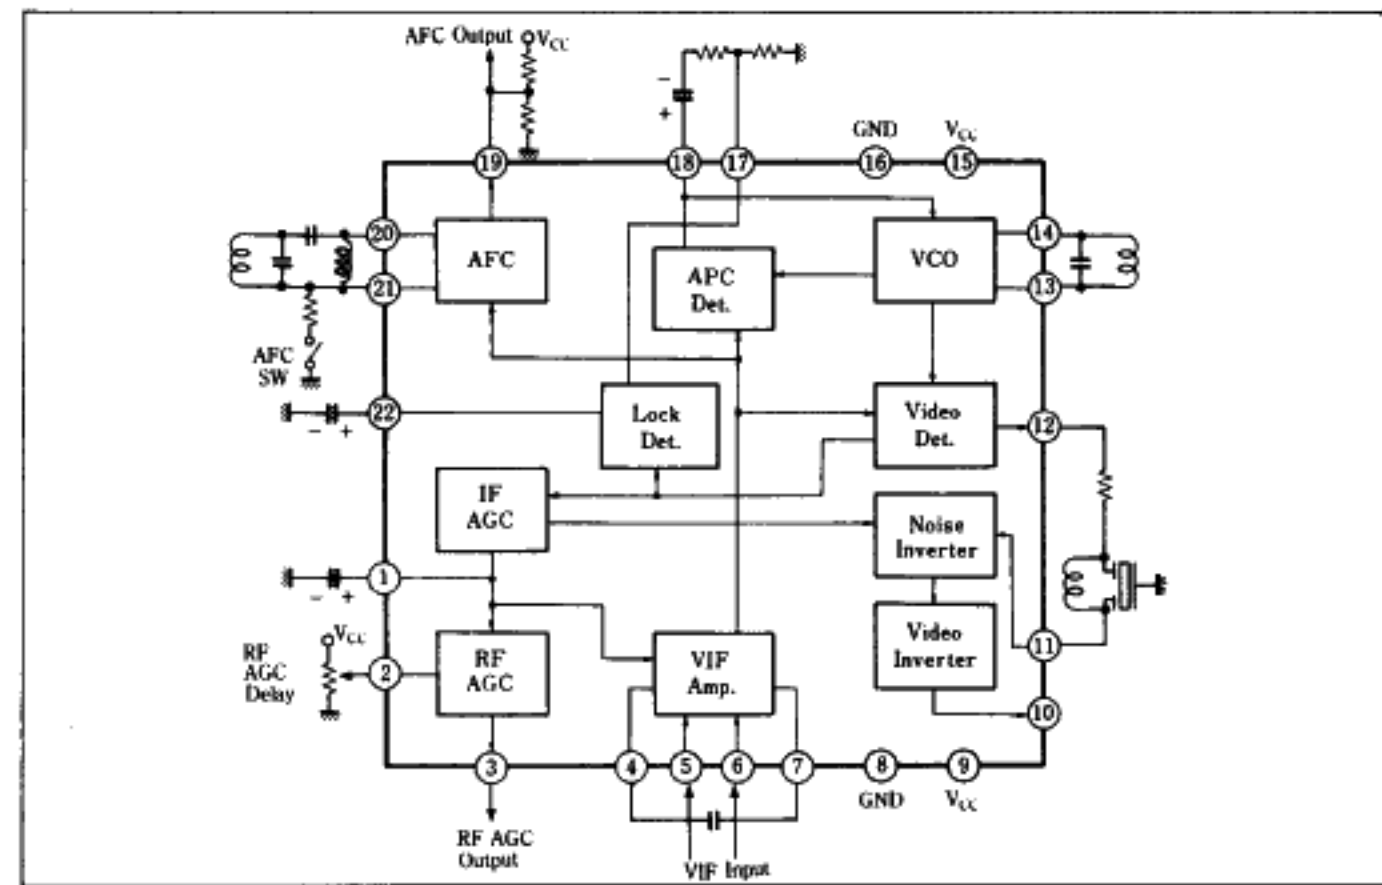 AFC Output
VCC
GND
VCC
19
18
17
16
15
20
AFC
APC
Det.
VCO
14
21
13
AFC
SW
22
Lock
Det.
Video
Det.
12
IF
AGC
Noise
Inverter
1
VCC
RF
AGC
Delay
2
RF
AGC
VIF
Amp.
Video
Inverter
11
10
3
4
5
6
7
8
9
GND
VCC
RF AGC
Output
VIF Input